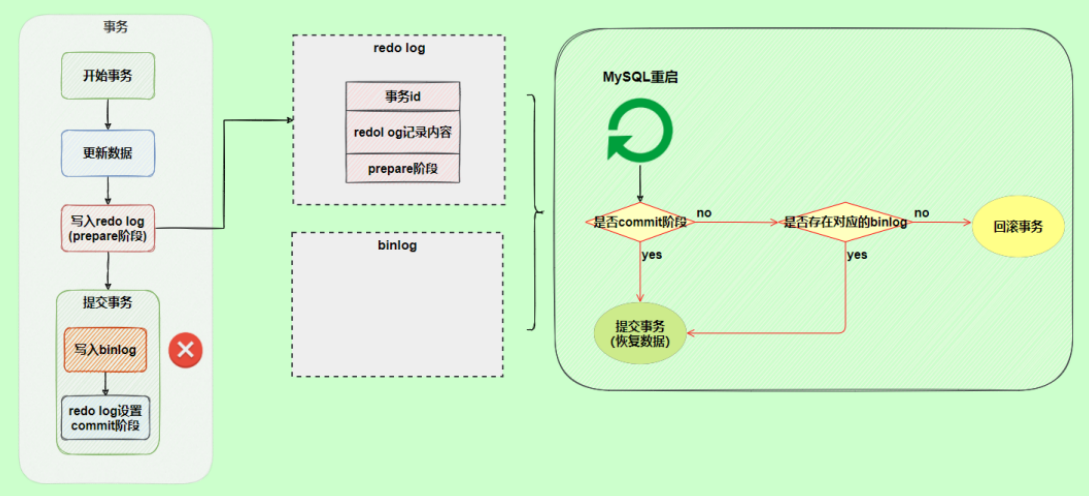 事务
开始事务
更新数据
写入redo log
(prepare阶段)
提交事务
写入binlog
redo log设置
commit阶段
redo log
事务id
redol og记录内容
prepare阶段
binlog
MySQL重启
是否commit阶段
no
是否存在对应的binlog
no
回滚事务
yes
yes
提交事务
(恢复数据)